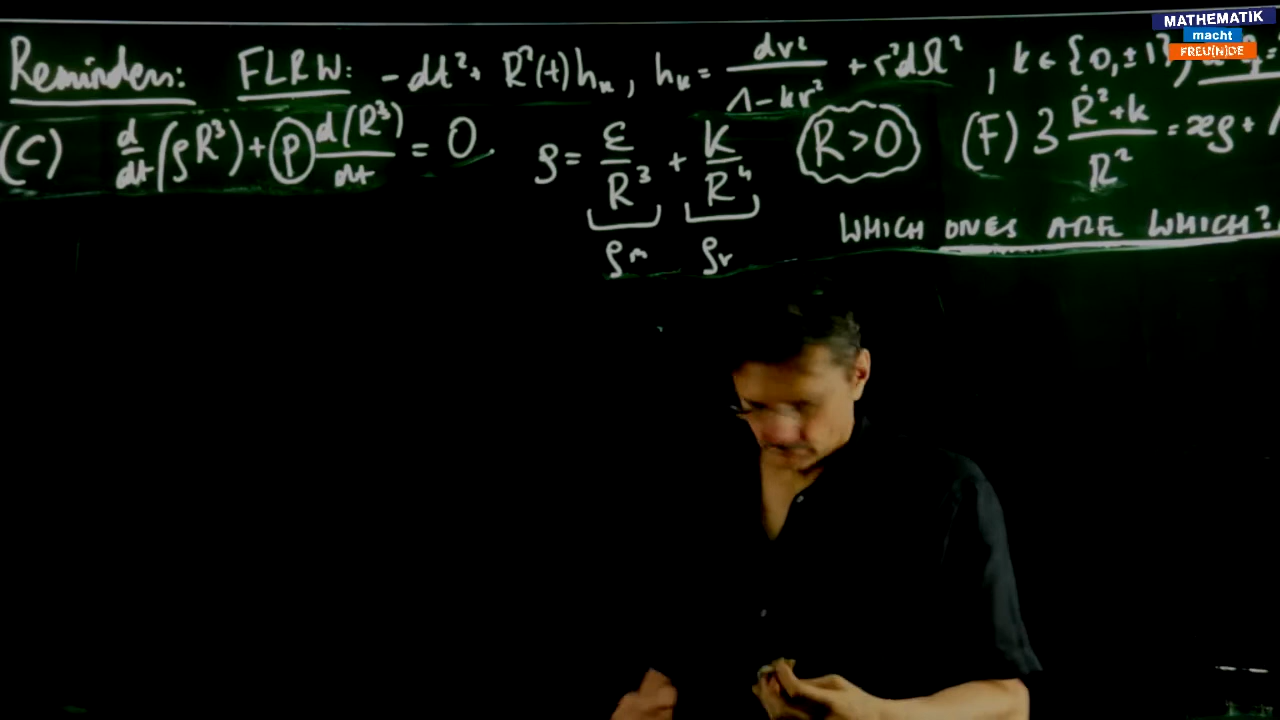 MATHEMATIK
macht
FREU(N)DE
Reminders: FLRW: -dt²+ R²(t)hₖ, hₖ= dr²/(1-kr²) + r²dΩ², k∈{0,±1},
(C) d/dt(ρR³)+ p d(R³)/dt = 0. ρ= ε/R³ + K/R⁴ R>0 (F) 3 (Ṙ²+k)/R² = ϰρ+
ρm ρr
WHICH ONES ARE WHICH?